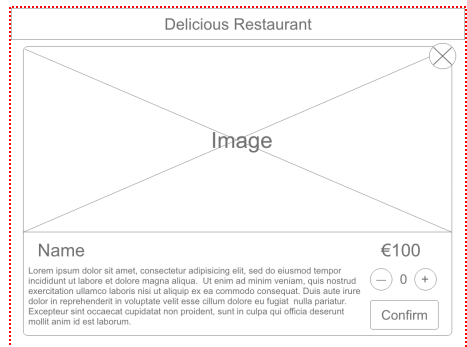 Delicious Restaurant
Image
Name
€100
Lorem ipsum dolor sit amet, consectetur adipisicing elit, sed do eiusmod tempor
incididunt ut labore et dolore magna aliqua.  Ut enim ad minim veniam, quis nostrud
exercitation ullamco laboris nisi ut aliquip ex ea commodo consequat. Duis aute irure
dolor in reprehenderit in voluptate velit esse cillum dolore eu fugiat  nulla pariatur.
Excepteur sint occaecat cupidatat non proident, sunt in culpa qui officia deserunt
mollit anim id est laborum.
— 0 +
Confirm